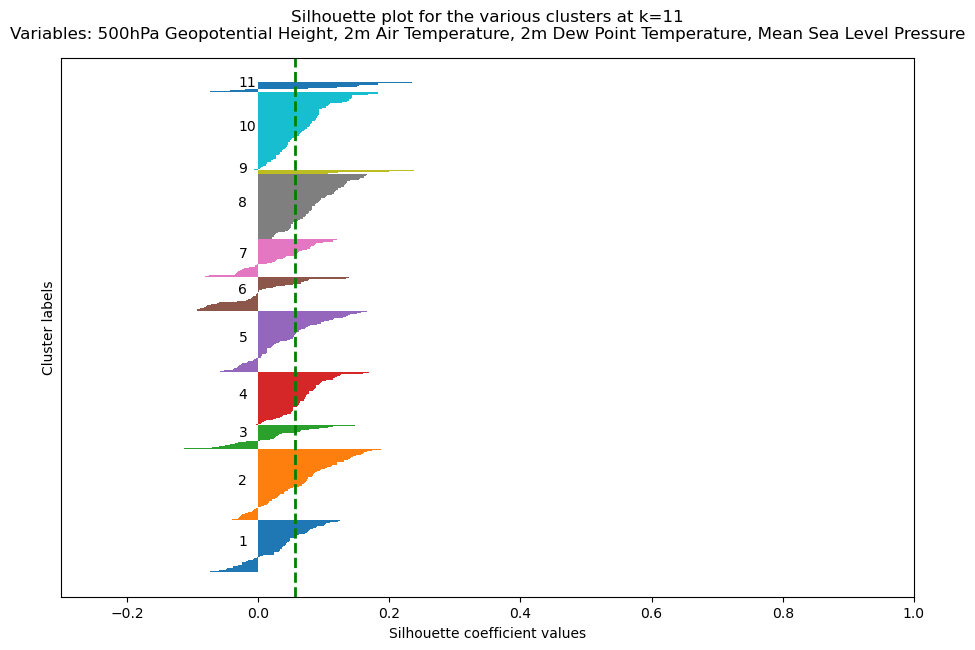 Silhouette plot for the various clusters at k=11
Variables: 500hPa Geopotential Height, 2m Air Temperature, 2m Dew Point Temperature, Mean Sea Level Pressure
11
10
9
8
7
6
5
4
3
2
1
Cluster labels
−0.2 0.0 0.2 0.4 0.6 0.8 1.0
Silhouette coefficient values